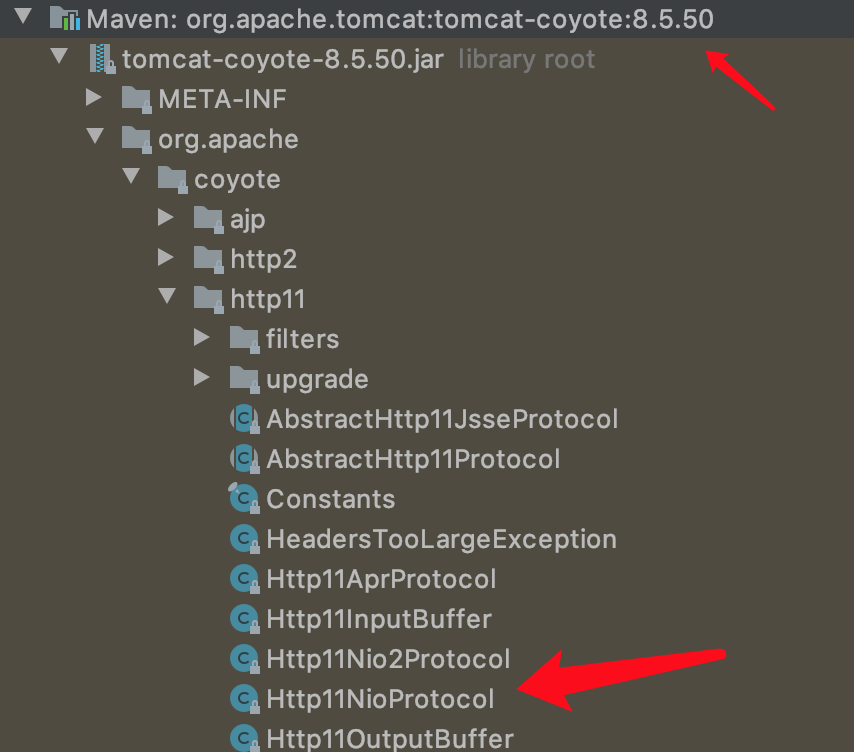 Maven: org.apache.tomcat:tomcat-coyote:8.5.50
tomcat-coyote-8.5.50.jar library root
META-INF
org.apache
coyote
ajp
http2
http11
filters
upgrade
AbstractHttp11JsseProtocol
AbstractHttp11Protocol
Constants
HeadersTooLargeException
Http11AprProtocol
Http11InputBuffer
Http11Nio2Protocol
Http11NioProtocol
Http11OutputBuffer